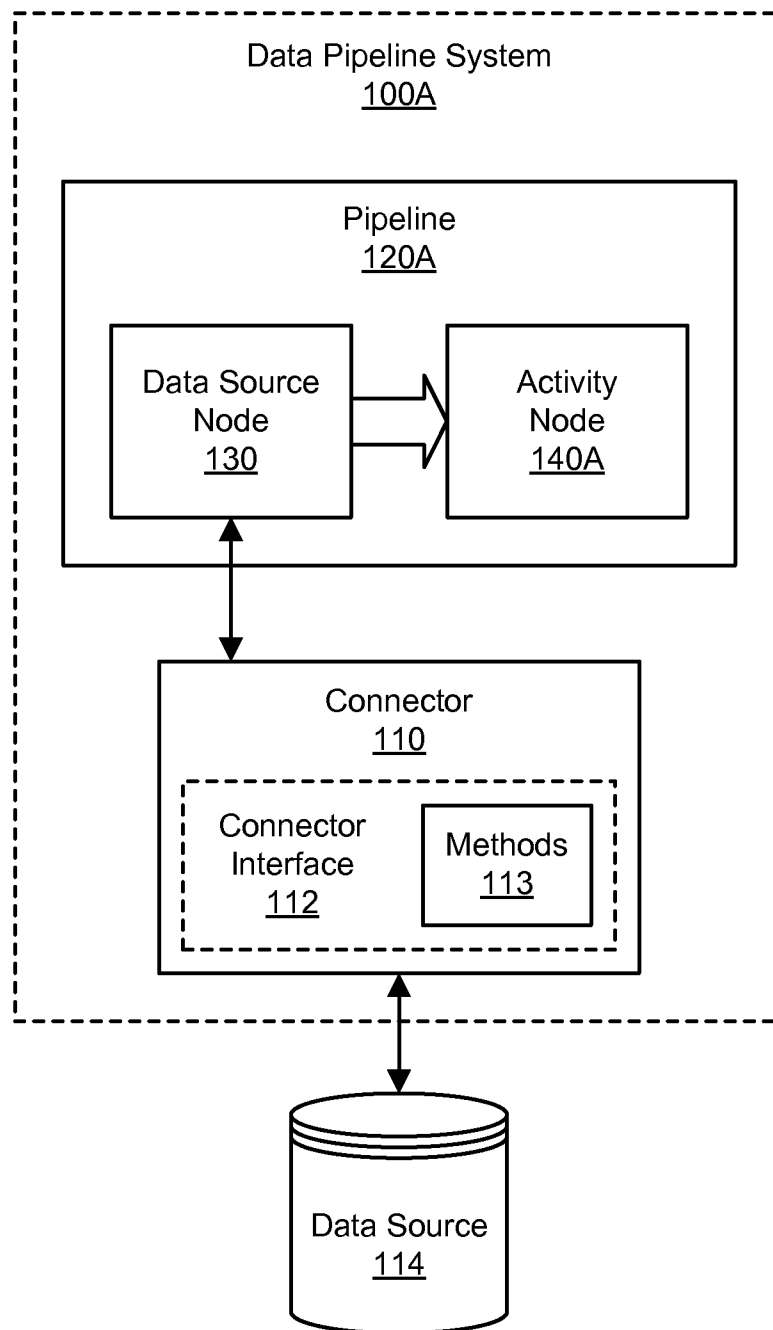 Data Pipeline System
100A
Pipeline
120A
Data Source
Node
130
Activity
Node
140A
Connector
110
Connector
Interface
112
Methods
113
Data Source
114